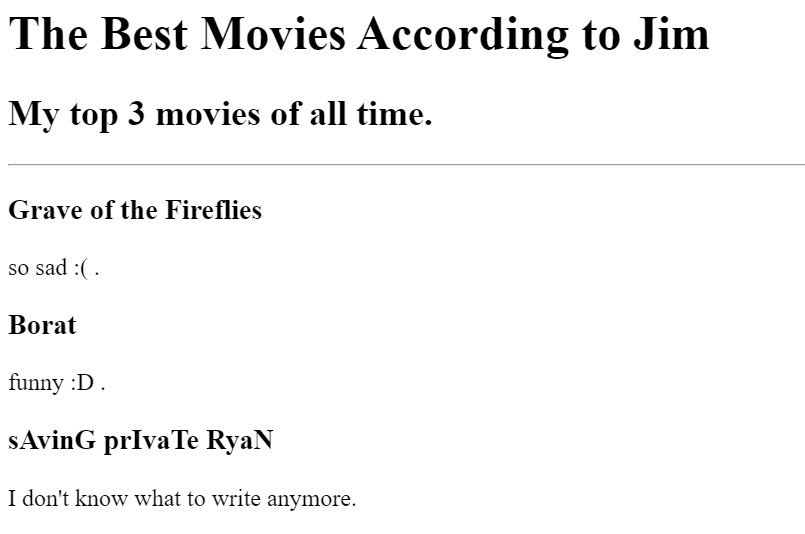 The Best Movies According to Jim
My top 3 movies of all time.
Grave of the Fireflies
so sad :( .
Borat
funny :D .
sAvinG prIvaTe RyaN
I don't know what to write anymore.